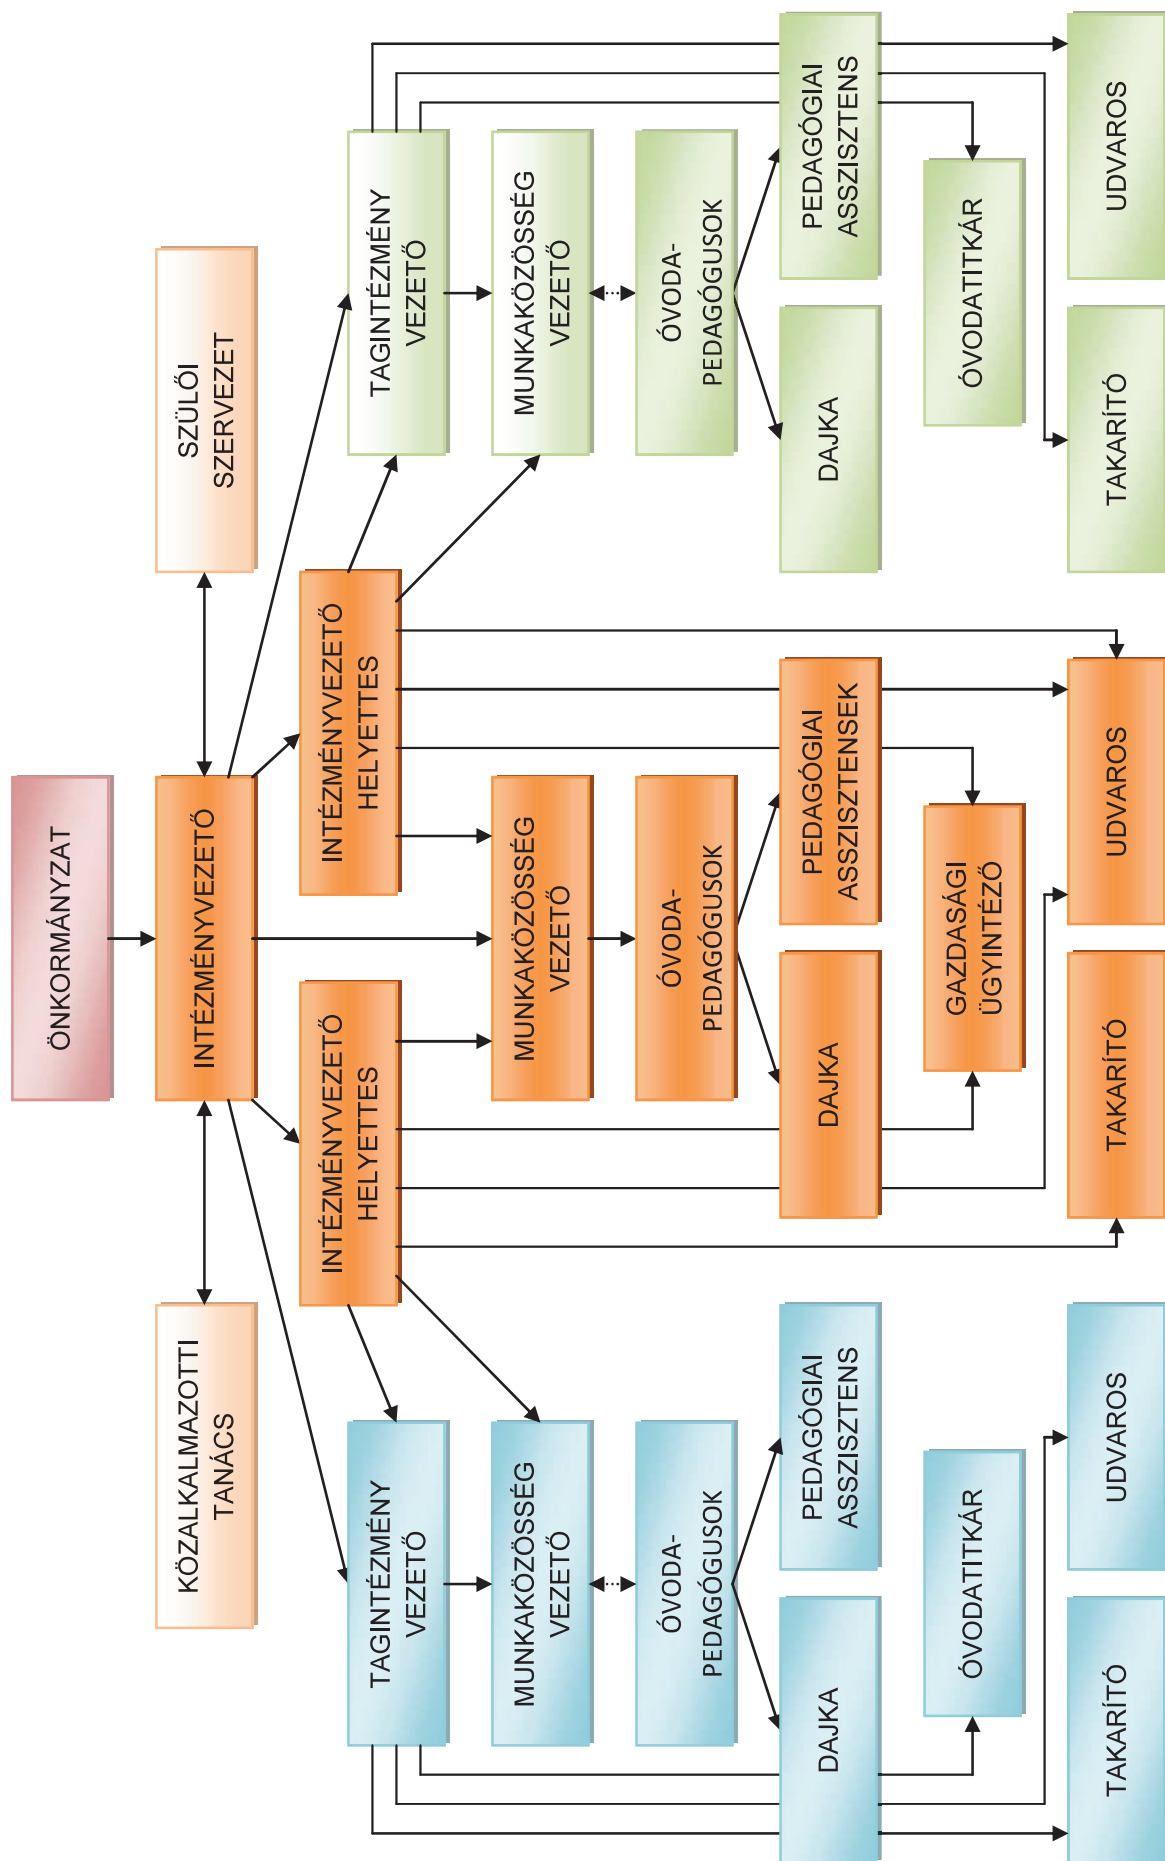 ÖNKORMÁNYZAT
KÖZALKALMAZOTTI
TANÁCS
INTÉZMÉNYVEZETŐ
SZÜLŐI
SZERVEZET
INTÉZMÉNYVEZETŐ
HELYETTES
INTÉZMÉNYVEZETŐ
HELYETTES
TAGINTÉZMÉNY
VEZETŐ
TAGINTÉZMÉNY
VEZETŐ
MUNKAKÖZÖSSÉG
VEZETŐ
MUNKAKÖZÖSSÉG
VEZETŐ
MUNKAKÖZÖSSÉG
VEZETŐ
ÓVODA-
PEDAGÓGUSOK
ÓVODA-
PEDAGÓGUSOK
ÓVODA-
PEDAGÓGUSOK
DAJKA
PEDAGÓGIAI
ASSZISZTENS
DAJKA
PEDAGÓGIAI
ASSZISZTENSEK
DAJKA
PEDAGÓGIAI
ASSZISZTENS
ÓVODATITKÁR
GAZDASÁGI
ÜGYINTÉZŐ
ÓVODATITKÁR
TAKARÍTÓ
UDVAROS
TAKARÍTÓ
UDVAROS
TAKARÍTÓ
UDVAROS